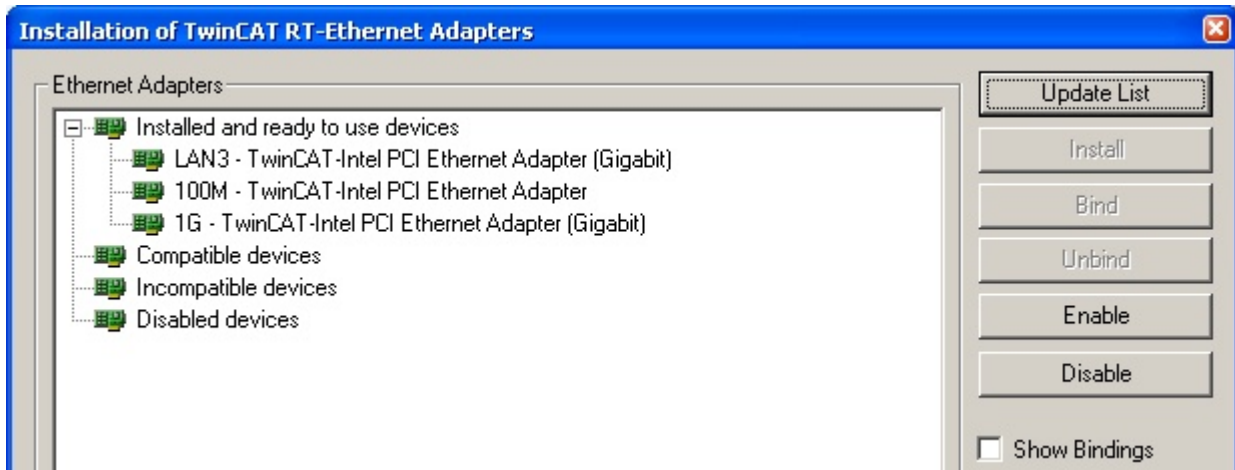 Installation of TwinCAT RT-Ethernet Adapters
Ethernet Adapters
Installed and ready to use devices
LAN3 - TwinCAT-Intel PCI Ethernet Adapter (Gigabit)
100M - TwinCAT-Intel PCI Ethernet Adapter
1G - TwinCAT-Intel PCI Ethernet Adapter (Gigabit)
Compatible devices
Incompatible devices
Disabled devices
Update List
Install
Bind
Unbind
Enable
Disable
Show Bindings